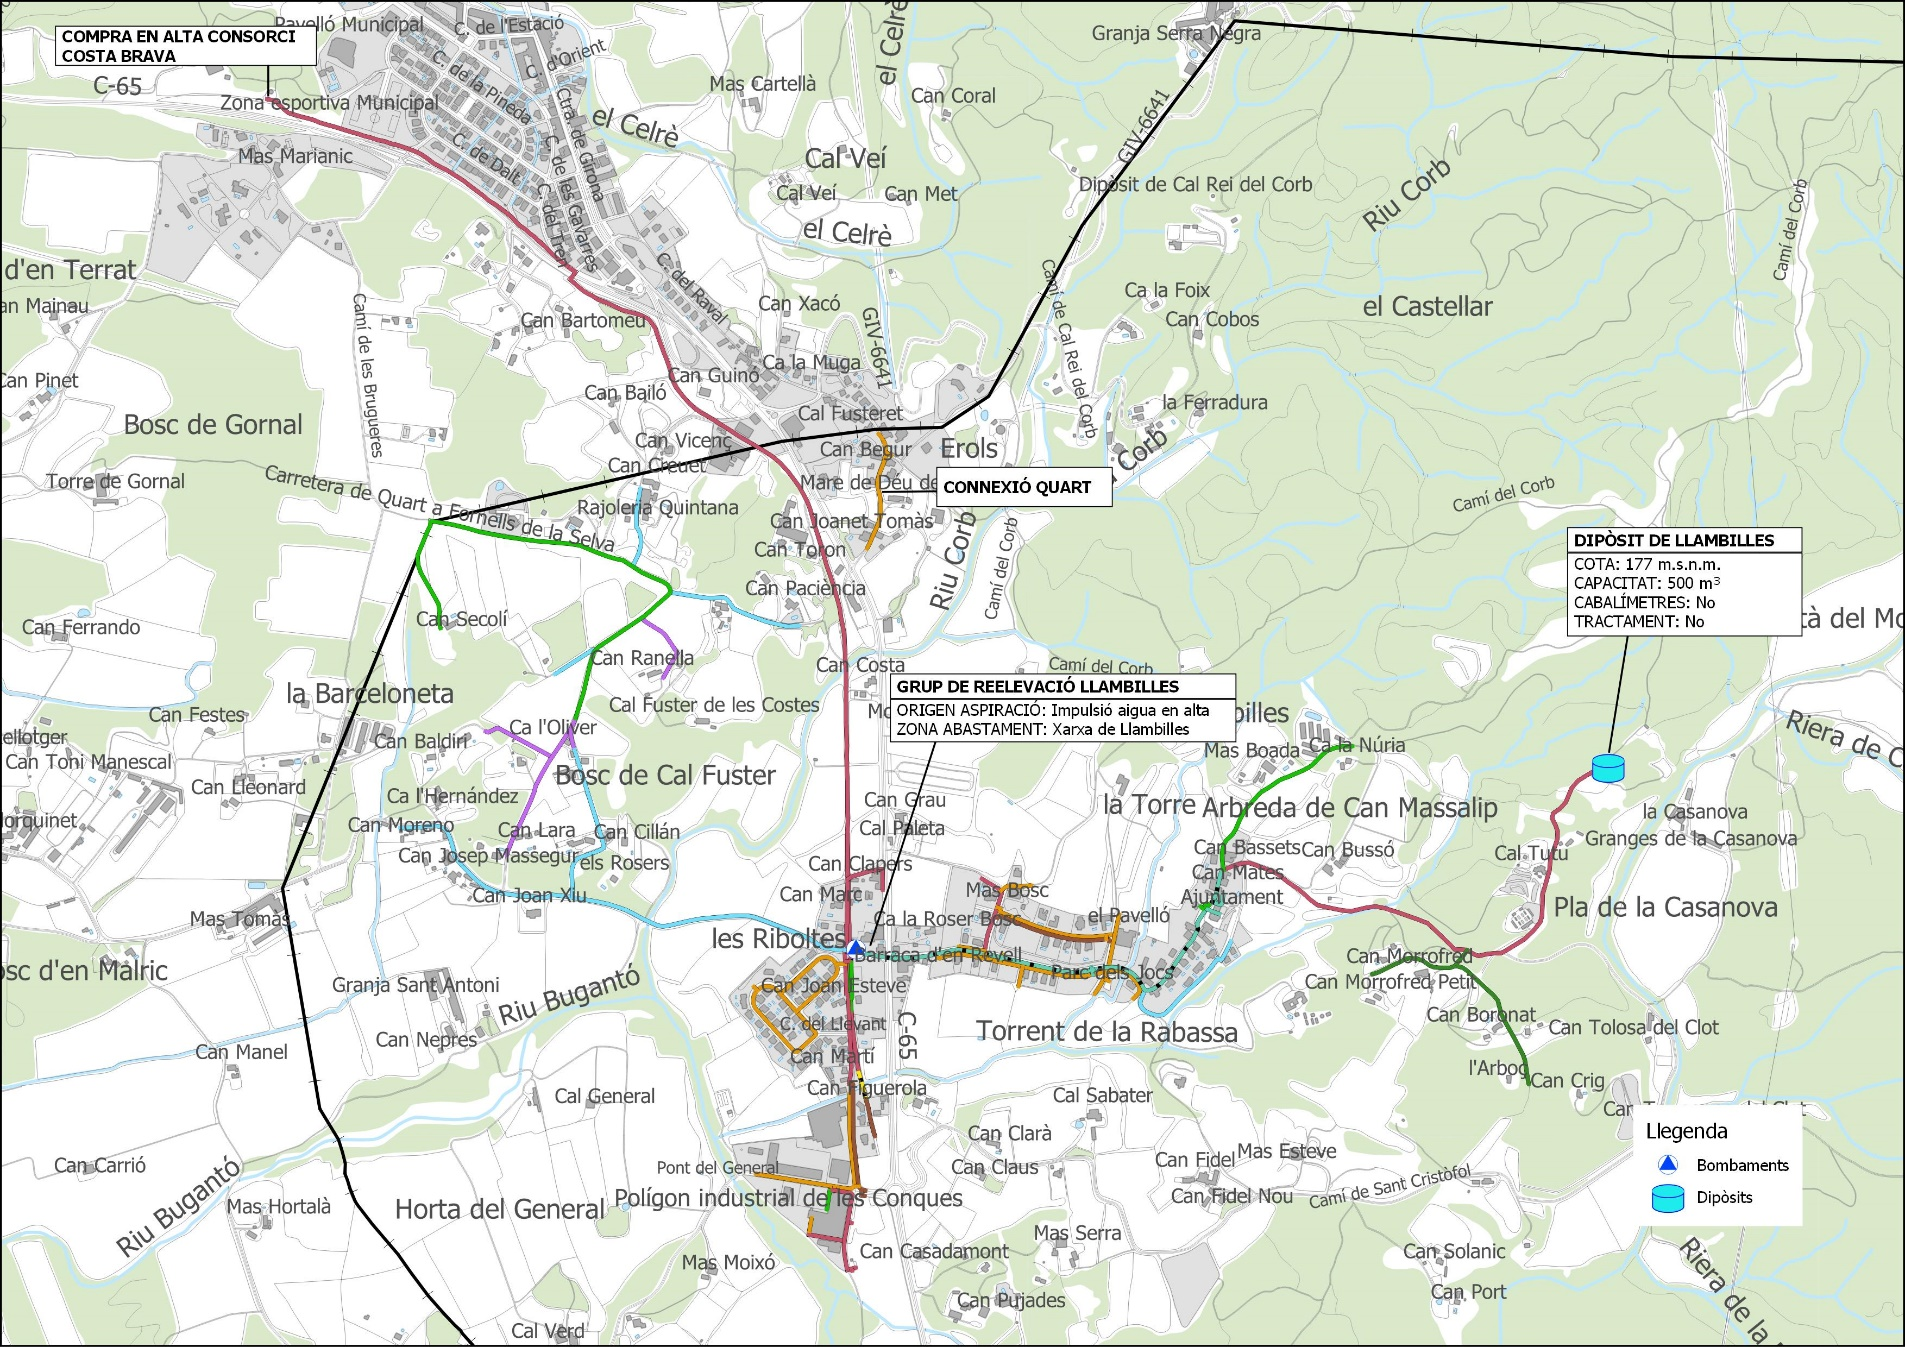 Pavelló Municipal
C. de l'Estació
COMPRA EN ALTA CONSORCI
COSTA BRAVA
C-65
Zona esportiva Municipal
C. de la Pineda
C. d'Orient
Ctra. de Girona
C. de Dalt
C. de les Gavarres
C. del Tren
Mas Marianic
el Celrè
Mas Cartellà
el Celrè
Can Coral
Granja Serra Negra
GIV-6641
Cal Veí
Cal Veí
Can Met
el Celrè
Dipòsit de Cal Rei del Corb
Riu Corb
Camí del Corb
d'en Terrat
an Mainau
Camí de les Brugueres
Can Bartomeu
C. del Raval
Can Xacó
GIV-6641
Camí de Cal Rei del Corb
Ca la Foix
Can Cobos
el Castellar
Can Pinet
Ca la Muga
Can Guinó
Can Bailó
Cal Fusteret
la Ferradura
Bosc de Gornal
Can Vicenç
Can Begur
Erols
Corb
Can Creuet
Torre de Gornal
Carretera de Quart a Fornells de la Selva
Mare de Déu de
CONNEXIÓ QUART
Camí del Corb
Rajoleria Quintana
Can Joanet Tomàs
Can Toron
Riu Corb
Camí del Corb
DIPÒSIT DE LLAMBILLES
COTA: 177 m.s.n.m.
CAPACITAT: 500 m³
CABALÍMETRES: No
TRACTAMENT: No
Can Paciència
Can Secolí
Can Ferrando
tà del Mo
Can Ranella
Can Costa
Camí del Corb
GRUP DE REELEVACIÓ LLAMBILLES
ORIGEN ASPIRACIÓ: Impulsió aigua en alta
ZONA ABASTAMENT: Xarxa de Llambilles
la Barceloneta
Can Festes
Cal Fuster de les Costes
Mo
billes
Riera de C
ellotger
Can Baldiri
Ca l'Oliver
Mas Boada
Ca la Núria
Can Toni Manescal
Bosc de Cal Fuster
Can Lleonard
Ca l'Hernández
Can Grau
la Torre
Arbreda de Can Massalip
la Casanova
Jorquinet
Can Moreno
Can Lara
Can Cillán
Cal Paleta
Granges de la Casanova
Can Josep Massegur
els Rosers
Can Clapers
Can Bassets
Can Bussó
Cal Tutu
Can Mates
Can Joan Xiu
Can Marc
Mas Bosc
Ajuntament
Mas Tomàs
Ca la Roser Bosc
el Pavelló
Pla de la Casanova
les Riboltes
Barraca d'en Revell
Can Morrofred
osc d'en Malric
Parc dels Jocs
Can Morrofred Petit
Granja Sant Antoni
Riu Bugantó
Can Joan Esteve
C. del Llevant
C-65
Torrent de la Rabassa
Can Boronat
Can Tolosa del Clot
Can Nepres
Can Manel
Can Martí
l'Arboç
Can Crig
Can Figuerola
Cal General
Cal Sabater
Can Clarà
Llegenda
Bombaments
Dipòsits
Can Carrió
Pont del General
Can Claus
Can Fidel
Mas Esteve
Riu Bugantó
Mas Hortalà
Horta del General
Polígon industrial de les Conques
Can Fidel Nou
Camí de Sant Cristòfol
Mas Serra
Mas Moixó
Can Casadamont
Can Solanic
Riera de la
Can Port
Can Pujades
Cal Verd